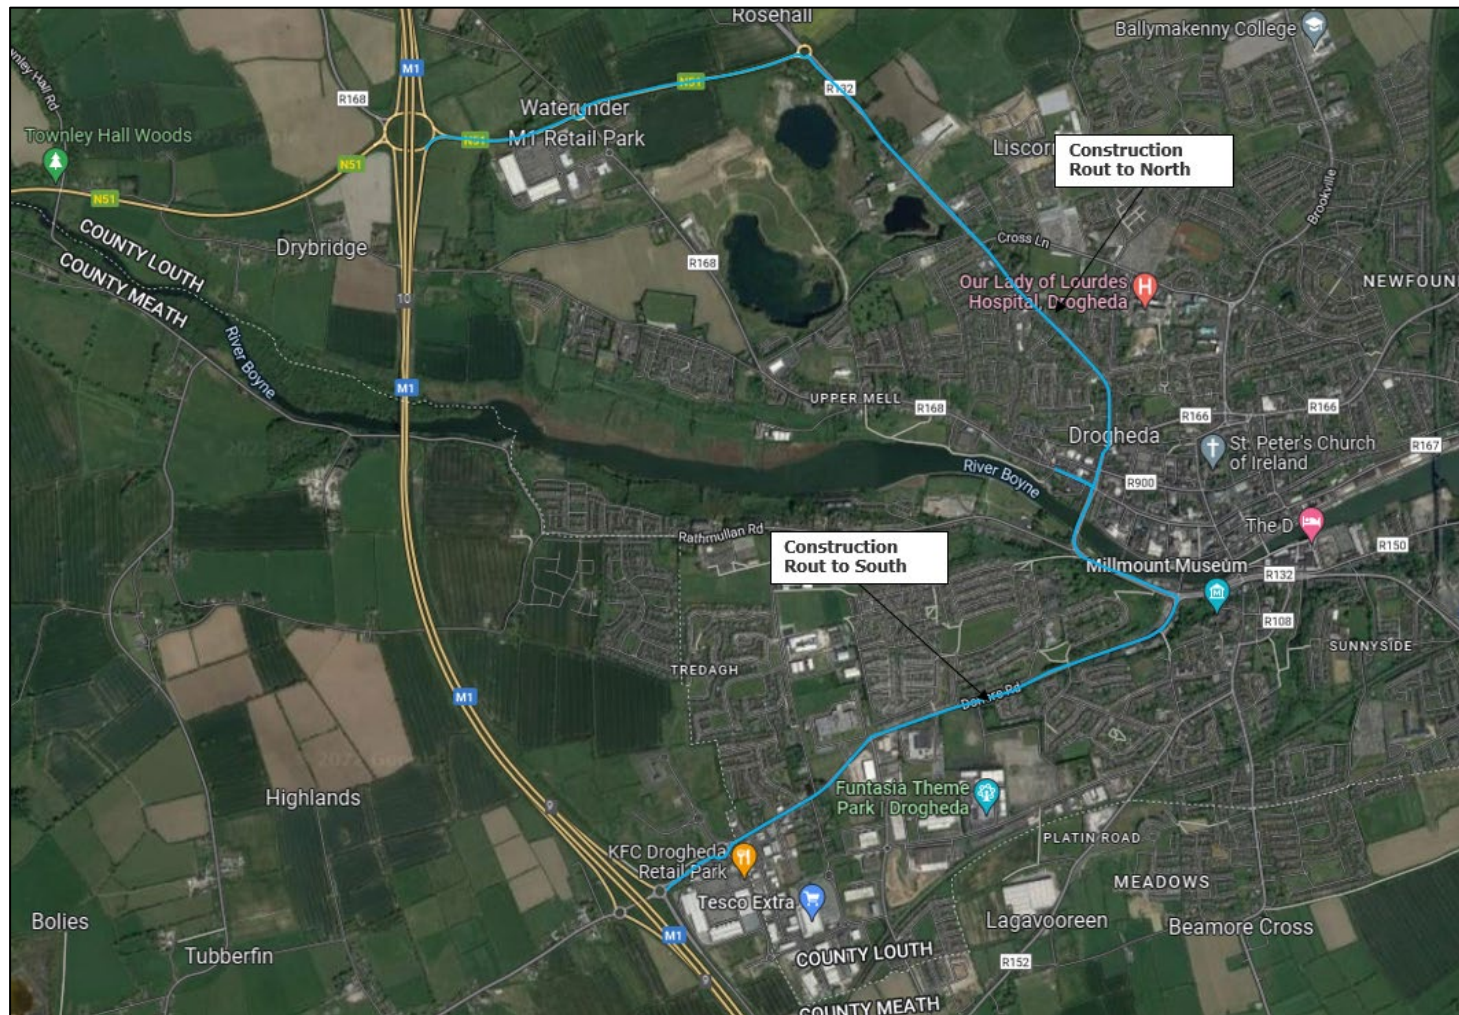 Rosehall
Ballymakenny College
M1
N51
R132
R168
Waterunder
M1 Retail Park
Townley Hall Woods
N51
N51
N51
Construction
Rout to North
Brookville
COUNTY LOUTH
COUNTY MEATH
Drybridge
Cross Ln
R168
Our Lady of Lourdes
Hospital, Drogheda
10
River Boyne
M1
UPPER MELL
R168
R166
R166
Drogheda
St. Peter's Church
of Ireland
R167
River Boyne
R900
The D
Rathmullan Rd
R150
Construction
Rout to South
Millmount Museum
R132
R108
SUNNYSIDE
TREDAGH
M1
Highlands
9
Funtasia Theme
Park | Drogheda
PLATIN ROAD
KFC Drogheda
Retail Park
MEADOWS
Tesco Extra
Bolies
Lagavooreen
Beamore Cross
M1
Tubberfin
COUNTY LOUTH
R152
9
COUNTY MEATH